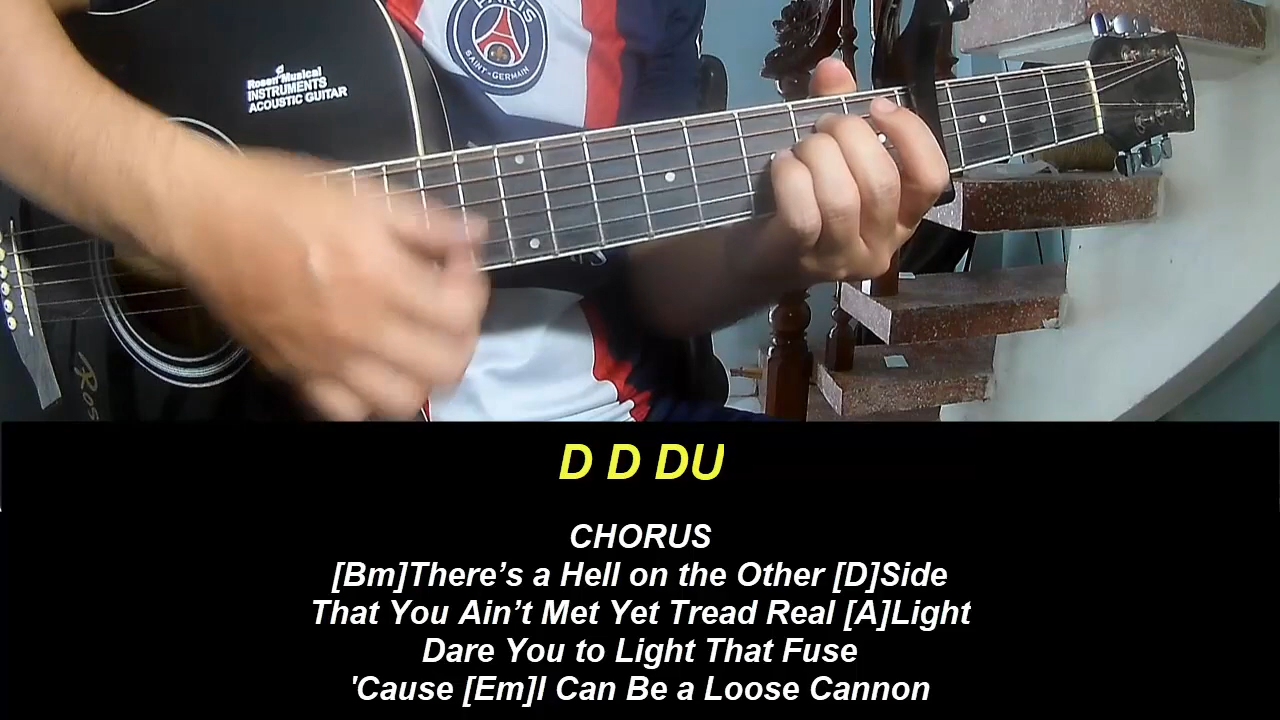 PARIS
SAINT-GERMAIN
Rosen Musical
INSTRUMENTS
ACOUSTIC GUITAR
D D DU
CHORUS
[Bm]There’s a Hell on the Other [D]Side
That You Ain’t Met Yet Tread Real [A]Light
Dare You to Light That Fuse
'Cause [Em]I Can Be a Loose Cannon